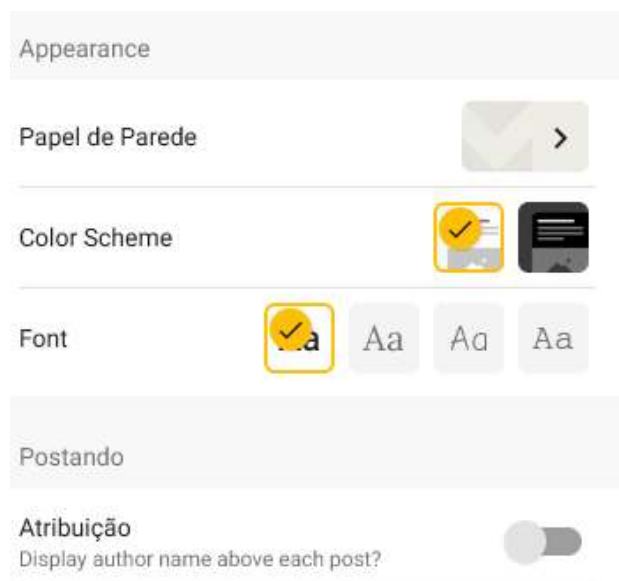 Appearance
Papel de Parede
Color Scheme
Font Aa Aa Aa
Postando
Atribuição
Display author name above each post?